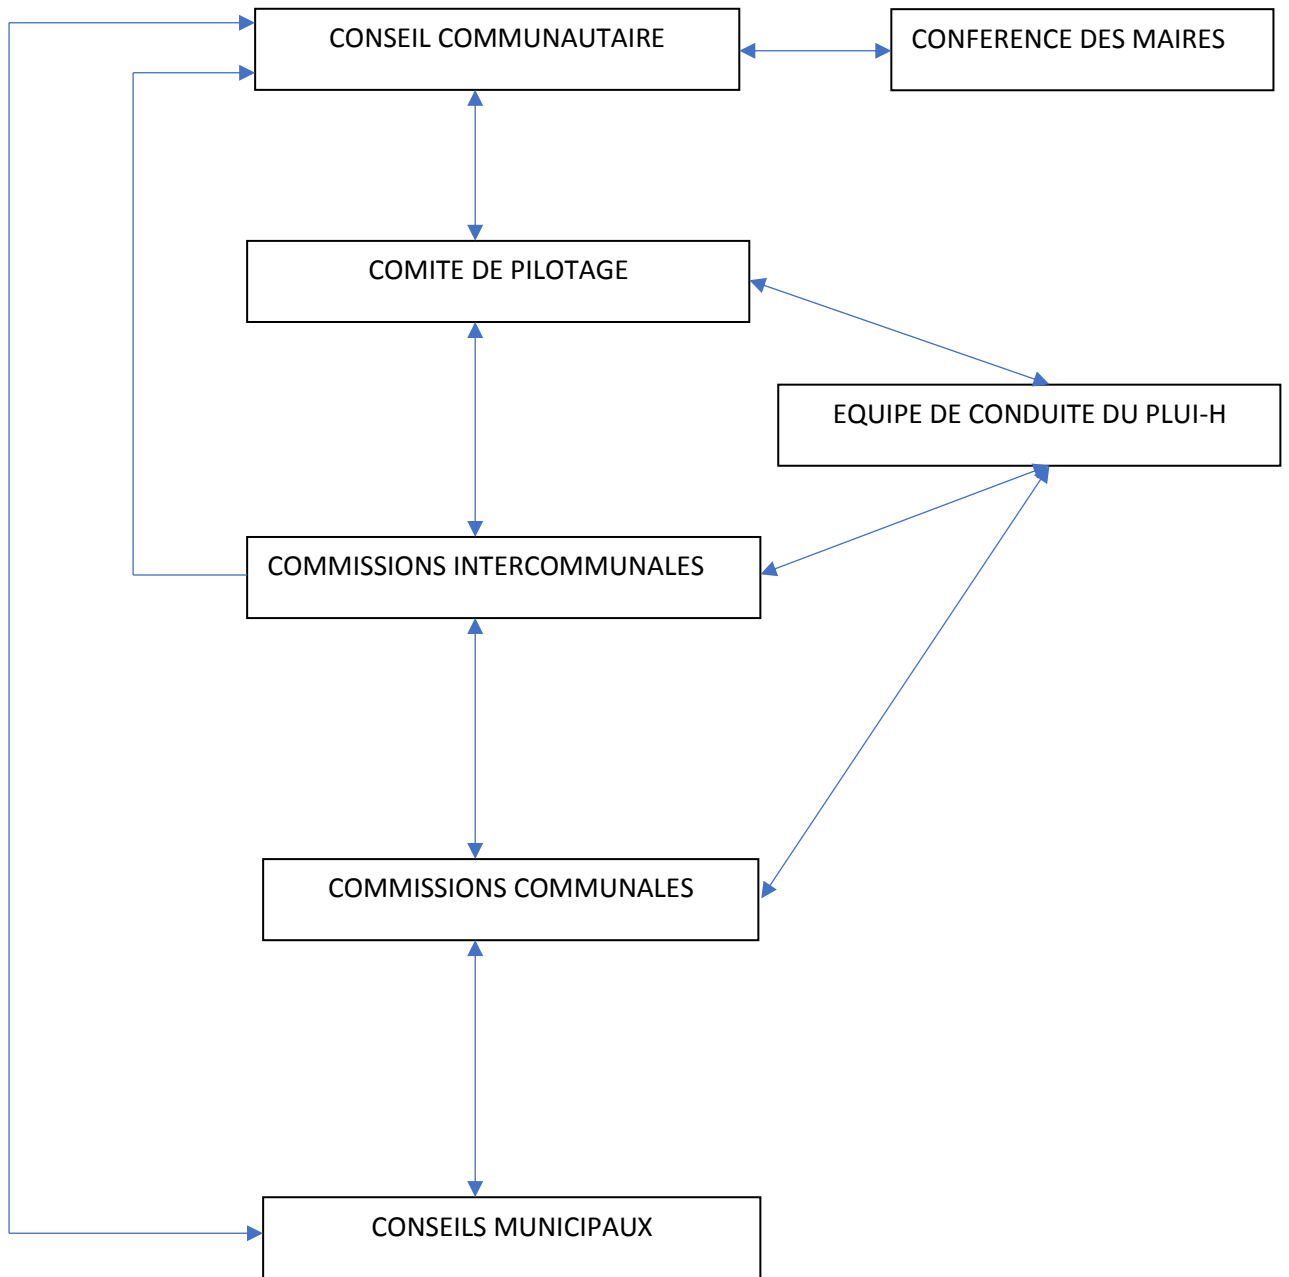 CONSEIL COMMUNAUTAIRE
CONFERENCE DES MAIRES
COMITE DE PILOTAGE
EQUIPE DE CONDUITE DU PLUI-H
COMMISSIONS INTERCOMMUNALES
COMMISSIONS COMMUNALES
CONSEILS MUNICIPAUX